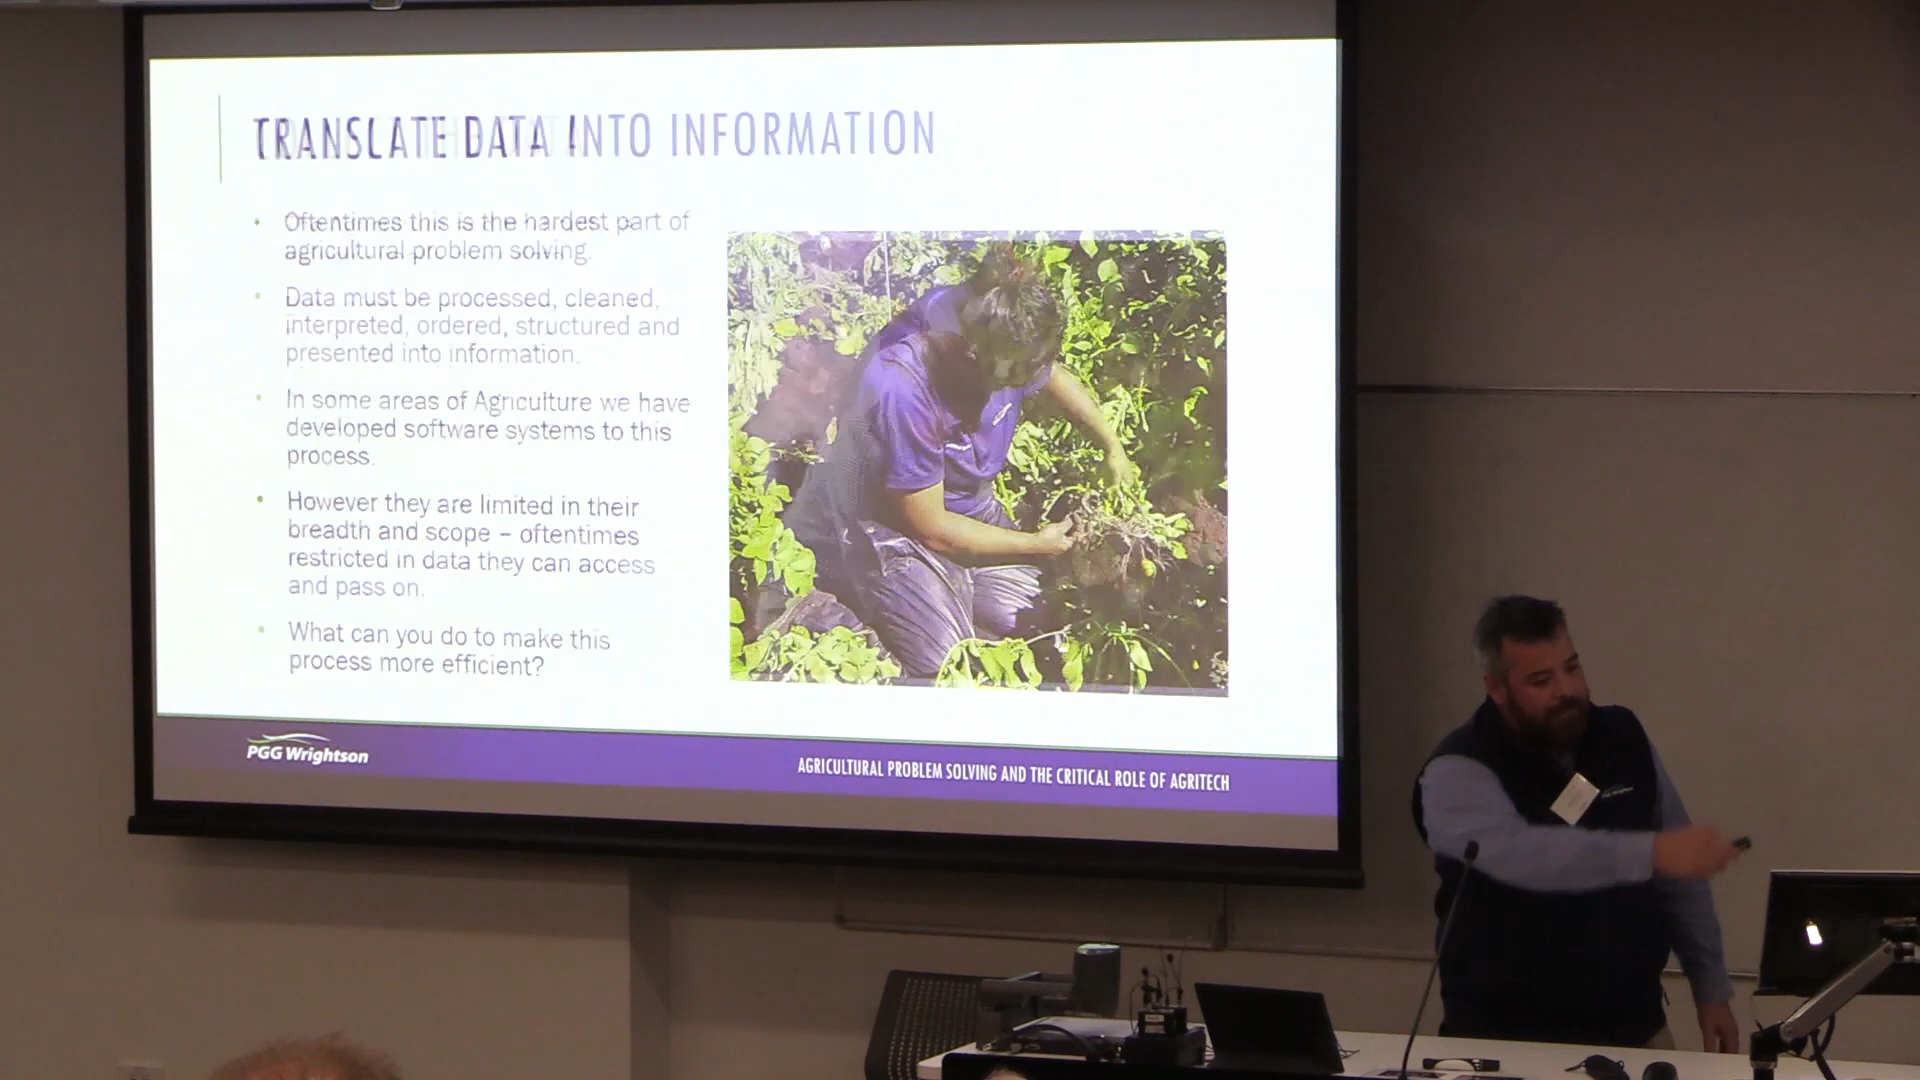 TRANSLATE DATA INTO INFORMATION
• Oftentimes this is the hardest part of
agricultural problem solving.
• Data must be processed, cleaned,
interpreted, ordered, structured and
presented into information.
• In some areas of Agriculture we have
developed software systems to this
process.
• However they are limited in their
breadth and scope – oftentimes
restricted in data they can access
and pass on.
• What can you do to make this
process more efficient?
PGG Wrightson
AGRICULTURAL PROBLEM SOLVING AND THE CRITICAL ROLE OF AGRITECH